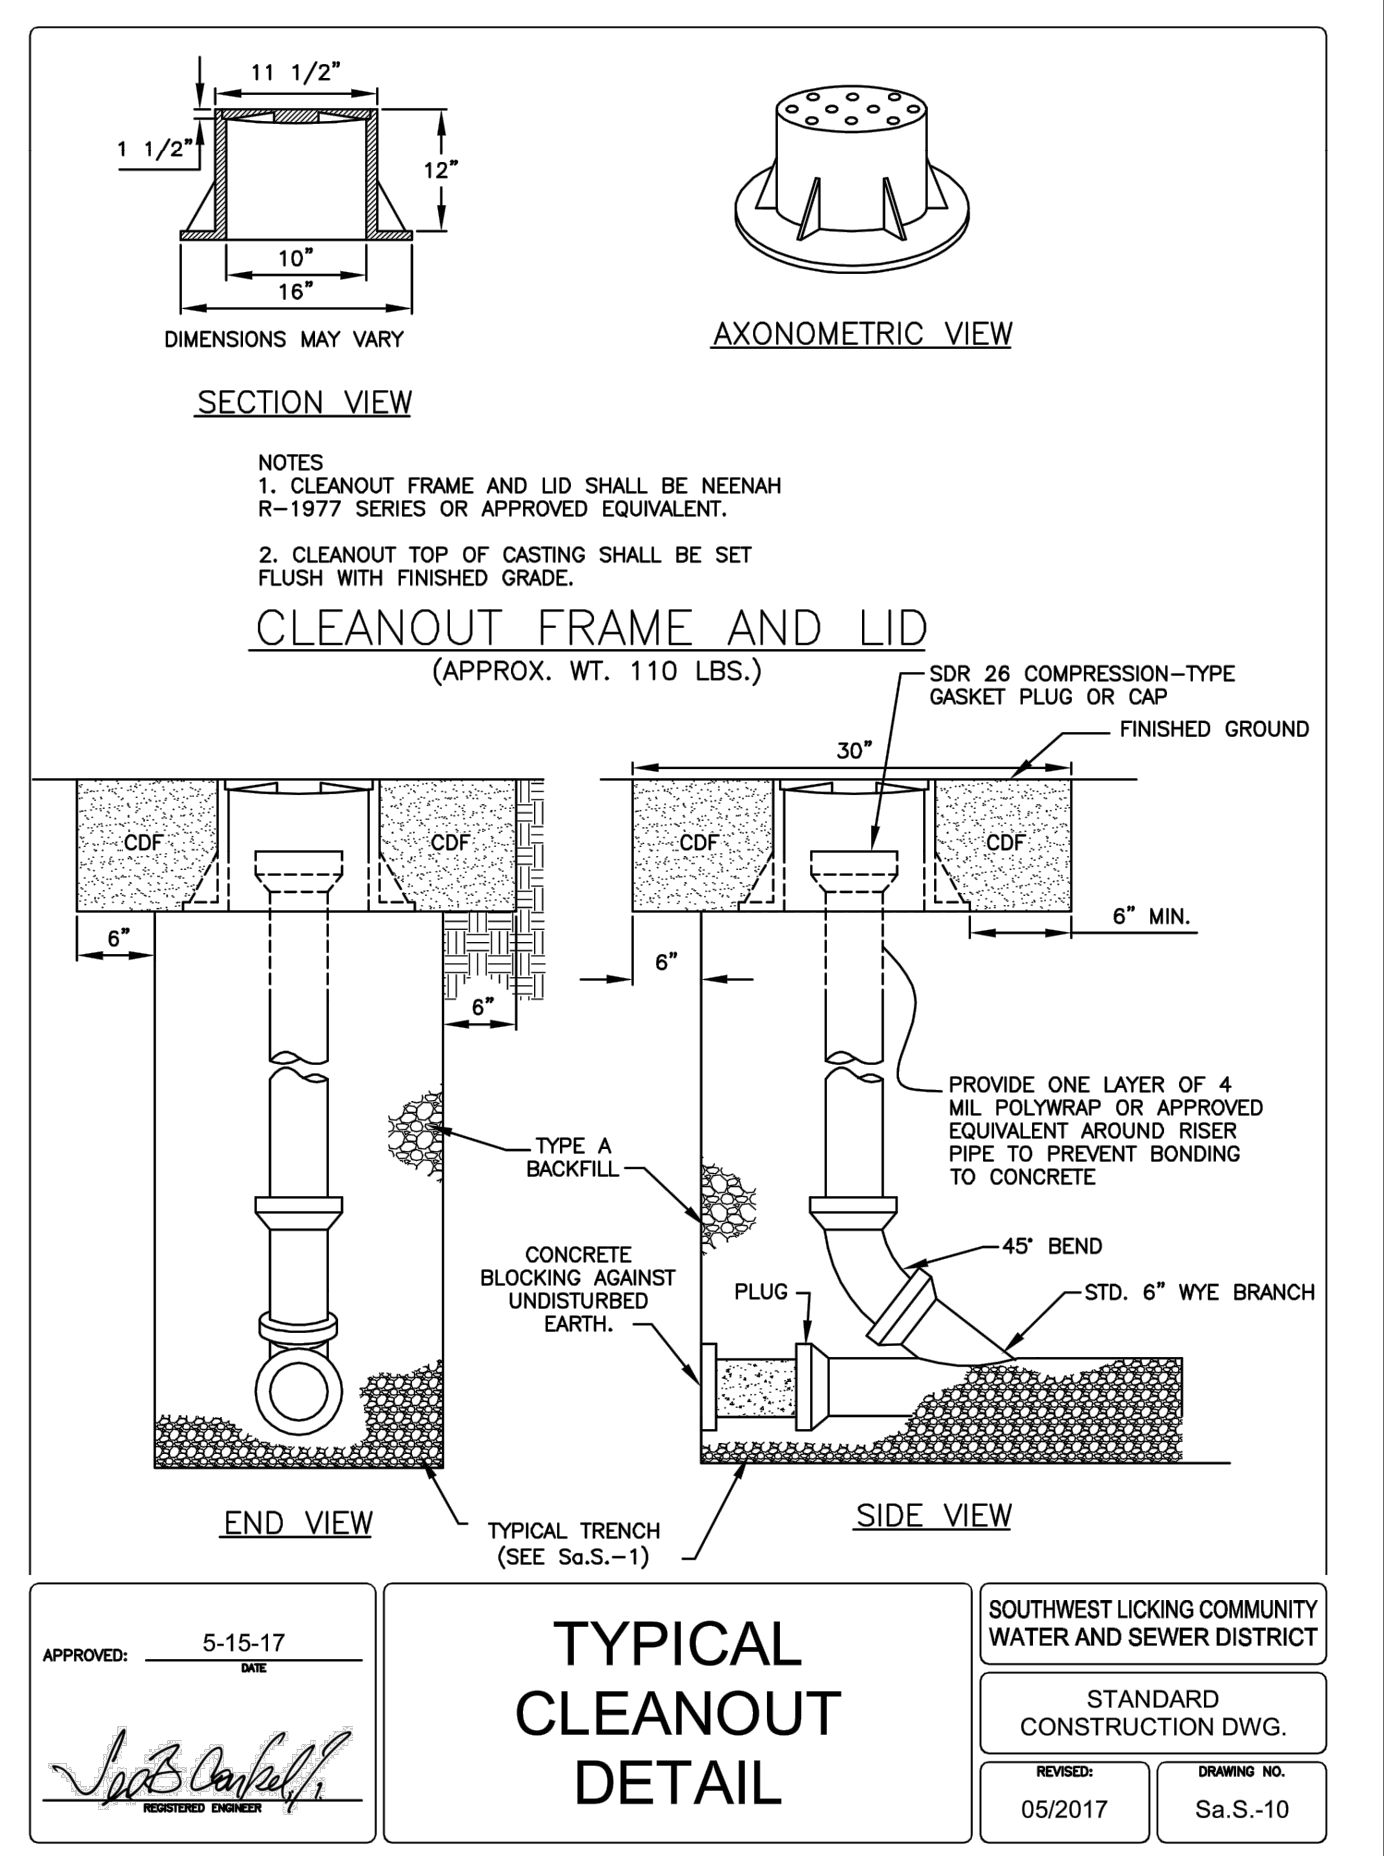 11 1/2"
1 1/2"
12"
10"
16"
DIMENSIONS MAY VARY
SECTION VIEW
AXONOMETRIC VIEW
NOTES
1. CLEANOUT FRAME AND LID SHALL BE NEENAH
R-1977 SERIES OR APPROVED EQUIVALENT.
2. CLEANOUT TOP OF CASTING SHALL BE SET
FLUSH WITH FINISHED GRADE.
CLEANOUT FRAME AND LID
(APPROX. WT. 110 LBS.)
SDR 26 COMPRESSION-TYPE
GASKET PLUG OR CAP
FINISHED GROUND
30"
CDF
CDF
CDF
CDF
6"
6"
6"
6" MIN.
PROVIDE ONE LAYER OF 4
MIL POLYWRAP OR APPROVED
EQUIVALENT AROUND RISER
PIPE TO PREVENT BONDING
TO CONCRETE
TYPE A
BACKFILL
CONCRETE
BLOCKING AGAINST
UNDISTURBED
EARTH.
PLUG
45° BEND
STD. 6" WYE BRANCH
END VIEW
SIDE VIEW
TYPICAL TRENCH
(SEE Sa.S.-1)
APPROVED: 5-15-17
DATE
REGISTERED ENGINEER
TYPICAL
CLEANOUT
DETAIL
SOUTHWEST LICKING COMMUNITY
WATER AND SEWER DISTRICT
STANDARD
CONSTRUCTION DWG.
REVISED:
05/2017
DRAWING NO.
Sa.S.-10